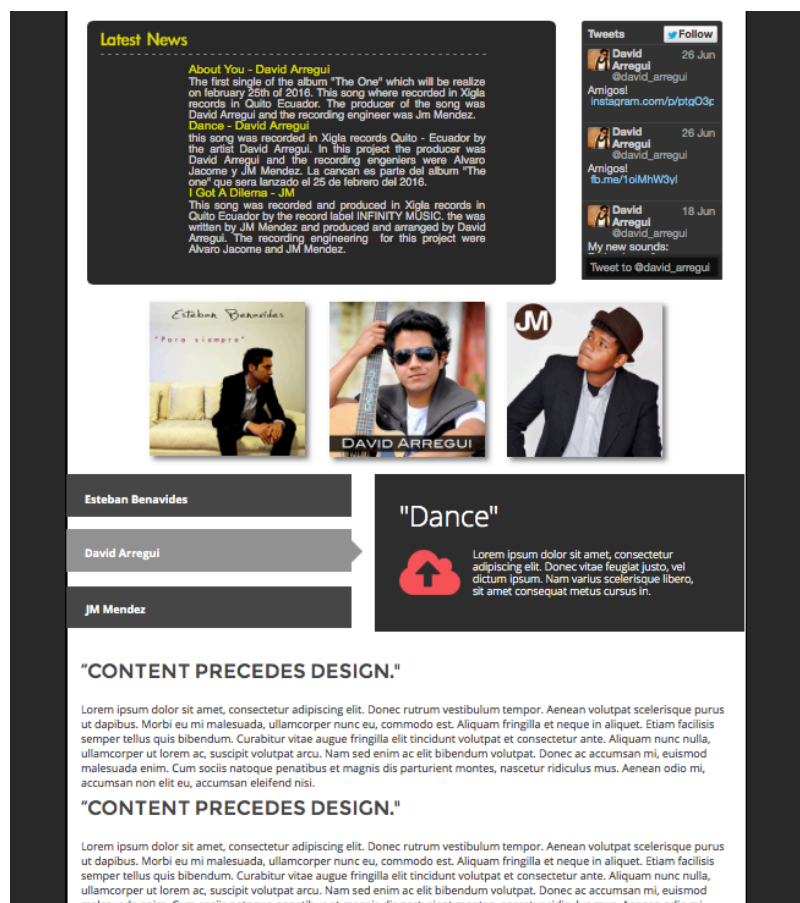 Latest News
About You - David Arregui
The first single of the album "The One" which will be realize
on february 25th of 2016. This song where recorded in Xigla
records in Quito Ecuador. The producer of the song was
David Arregui and the recording engineer was Jm Mendez.
Dance - David Arregui
this song was recorded in Xigla records Quito - Ecuador by
the artist David Arregui. In this project the producer was
David Arregui and the recording engeniers were Alvaro
Jacome y JM Mendez. La cancan es parte del album "The
one" que sera lanzado el 25 de febrero del 2016.
I Got A Dilema - JM
This song was recorded and produced in Xigla records in
Quito Ecuador by the record label INFINITY MUSIC. the was
written by JM Mendez and produced and arranged by David
Arregui. The recording engineering for this project were
Alvaro Jacome and JM Mendez.
Tweets Follow
David 26 Jun
Arregui
@david_arregui
Amigos!
instagram.com/p/ptgO3p
David 26 Jun
Arregui
@david_arregui
Amigos!
fb.me/1oiMhW3yl
David 18 Jun
Arregui
@david_arregui
My new sounds:
Tweet to @david_arregui
Esteban Benavides
"Para siempre"
DAVID ARREGUI
JM
Esteban Benavides
David Arregui
JM Mendez
"Dance"
Lorem ipsum dolor sit amet, consectetur
adipiscing elit. Donec vitae feugiat justo, vel
dictum ipsum. Nam varius scelerisque libero,
sit amet consequat metus cursus in.
"CONTENT PRECEDES DESIGN."
Lorem ipsum dolor sit amet, consectetur adipiscing elit. Donec rutrum vestibulum tempor. Aenean volutpat scelerisque purus
ut dapibus. Morbi eu mi malesuada, ullamcorper nunc eu, commodo est. Aliquam fringilla et neque in aliquet. Etiam facilisis
semper tellus quis bibendum. Curabitur vitae augue fringilla elit tincidunt volutpat et consectetur ante. Aliquam nunc nulla,
ullamcorper ut lorem ac, suscipit volutpat arcu. Nam sed enim ac elit bibendum volutpat. Donec ac accumsan mi, euismod
malesuada enim. Cum sociis natoque penatibus et magnis dis parturient montes, nascetur ridiculus mus. Aenean odio mi,
accumsan non elit eu, accumsan eleifend nisi.
"CONTENT PRECEDES DESIGN."
Lorem ipsum dolor sit amet, consectetur adipiscing elit. Donec rutrum vestibulum tempor. Aenean volutpat scelerisque purus
ut dapibus. Morbi eu mi malesuada, ullamcorper nunc eu, commodo est. Aliquam fringilla et neque in aliquet. Etiam facilisis
semper tellus quis bibendum. Curabitur vitae augue fringilla elit tincidunt volutpat et consectetur ante. Aliquam nunc nulla,
ullamcorper ut lorem ac, suscipit volutpat arcu. Nam sed enim ac elit bibendum volutpat. Donec ac accumsan mi, euismod